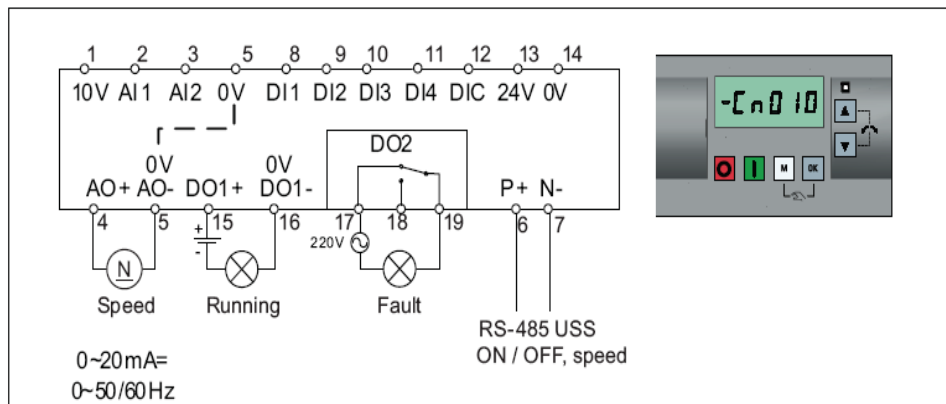 1 2 3 5 8 9 10 11 12 13 14
10V AI1 AI2 0V DI1 DI2 DI3 DI4 DIC 24V 0V
0V 0V DO2
AO+ AO- DO1+ DO1- P+ N-
4 5 15 16 17 18 19 6 7
+
-
220V
N
Speed Running Fault
RS-485 USS
ON / OFF, speed
0~20mA=
0~50/60Hz
-Cn010
M OK